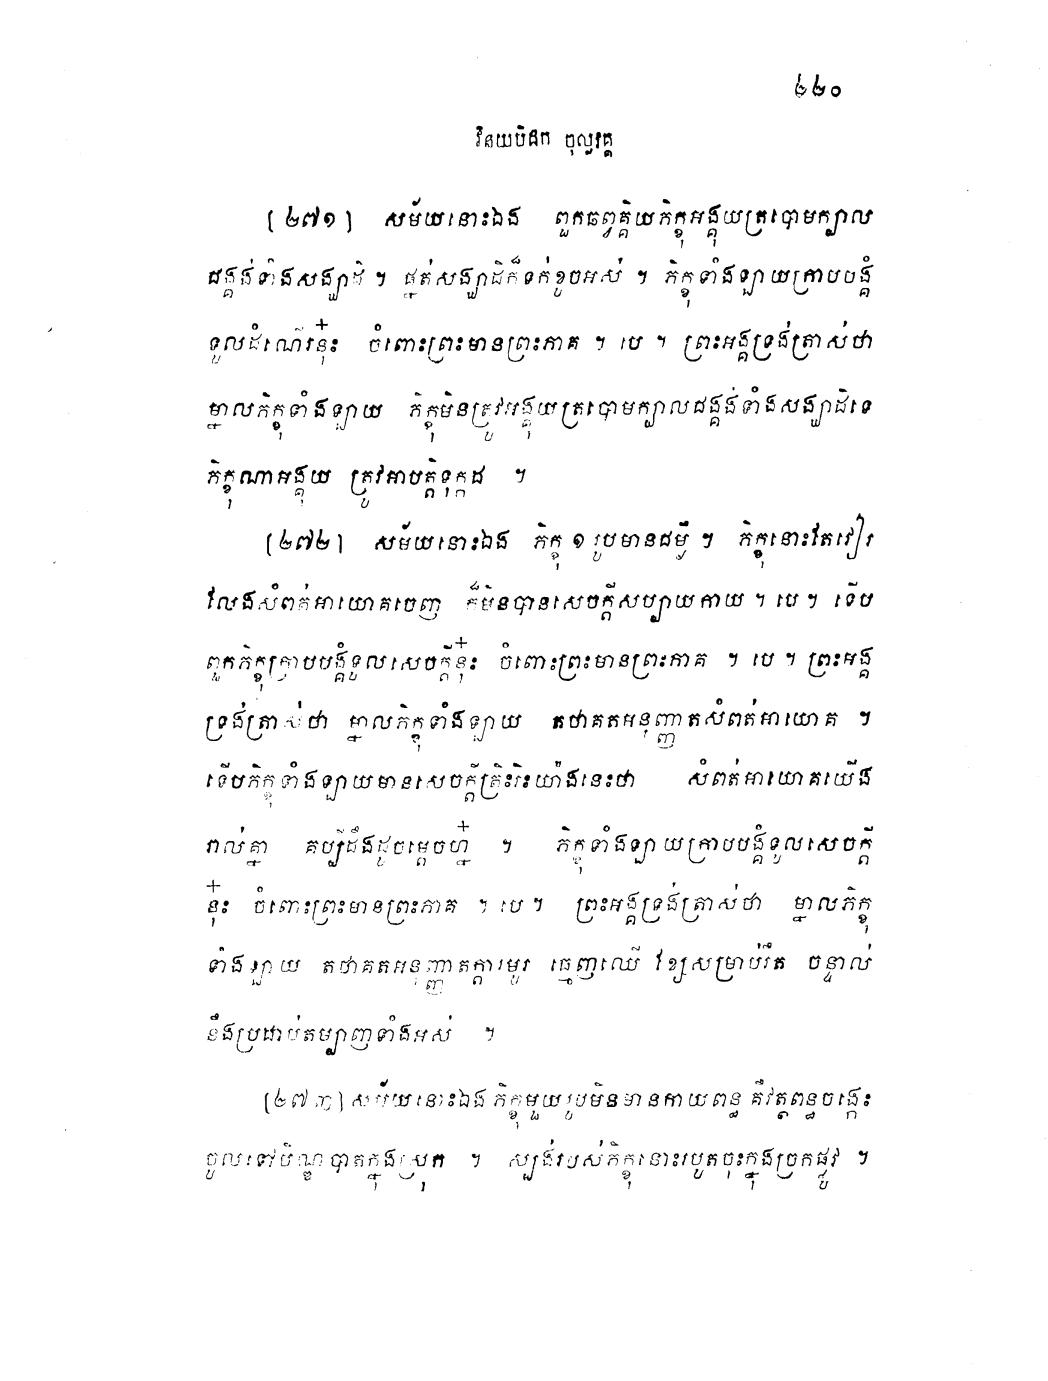 ៤២០
វិនយបិដក ចុល្លវគ្គ
[២៧១] សម័យនោះឯង ពួកឆព្វគ្គិយភិក្ខុអង្គុយត្របោមក្បាល
ជង្គង់ទាំងសង្ឃាដិ ។ ផ្នត់សង្ឃាដិក៏ទក់ខូចអស់ ។ ភិក្ខុទាំងឡាយក្រាបបង្គំ
ទូលដំណើរនុ៎ះ ចំពោះព្រះមានព្រះភាគ ។ បេ ។ ព្រះអង្គទ្រង់ត្រាស់ថា
ម្នាលភិក្ខុទាំងឡាយ ភិក្ខុមិនត្រូវអង្គុយត្របោមក្បាលជង្គង់ទាំងសង្ឃាដិទេ
ភិក្ខុណាអង្គុយ ត្រូវអាបត្តិទុក្កដ ។
[២៧២] សម័យនោះឯង ភិក្ខុ ១ រូបមានជម្ងឺ ។ ភិក្ខុនោះតែវៀរ
លែងសំពត់អាយោគចេញ ក៏មិនបានសេចក្តីសប្បាយកាយ ។ បេ ។ ទើប
ពួកភិក្ខុក្រាបបង្គំទូលសេចក្តីនុ៎ះ ចំពោះព្រះមានព្រះភាគ ។ បេ ។ ព្រះអង្គ
ទ្រង់ត្រាស់ថា ម្នាលភិក្ខុទាំងឡាយ តថាគតអនុញ្ញាតសំពត់អាយោគ ។
ទើបភិក្ខុទាំងឡាយមានសេចក្តីត្រិះរិះយ៉ាងនេះថា សំពត់អាយោគយើង
រាល់គ្នា គប្បីដឹងដូចម្តេចហ្ន៎ ។ ភិក្ខុទាំងឡាយក្រាបបង្គំទូលសេចក្តី
នុ៎ះ ចំពោះព្រះមានព្រះភាគ ។ បេ ។ ព្រះអង្គទ្រង់ត្រាស់ថា ម្នាលភិក្ខុ
ទាំងឡាយ តថាគតអនុញ្ញាតក្តារមូរ ធ្មេញឈើ វែខ្យសម្រាប់រឹត ចន្ទាល់
នឹងប្រដាប់តម្បាញទាំងអស់ ។
[២៧៣] សម័យនោះឯង ភិក្ខុមួយរូបមិនមានកាយពន្ធ គឺវត្ថពន្ធចង្កេះ
ចូលទៅបិណ្ឌបាតក្នុងស្រុក ។ ស្បង់របស់ភិក្ខុនោះរបូតចុះក្នុងច្រកផ្លូវ ។